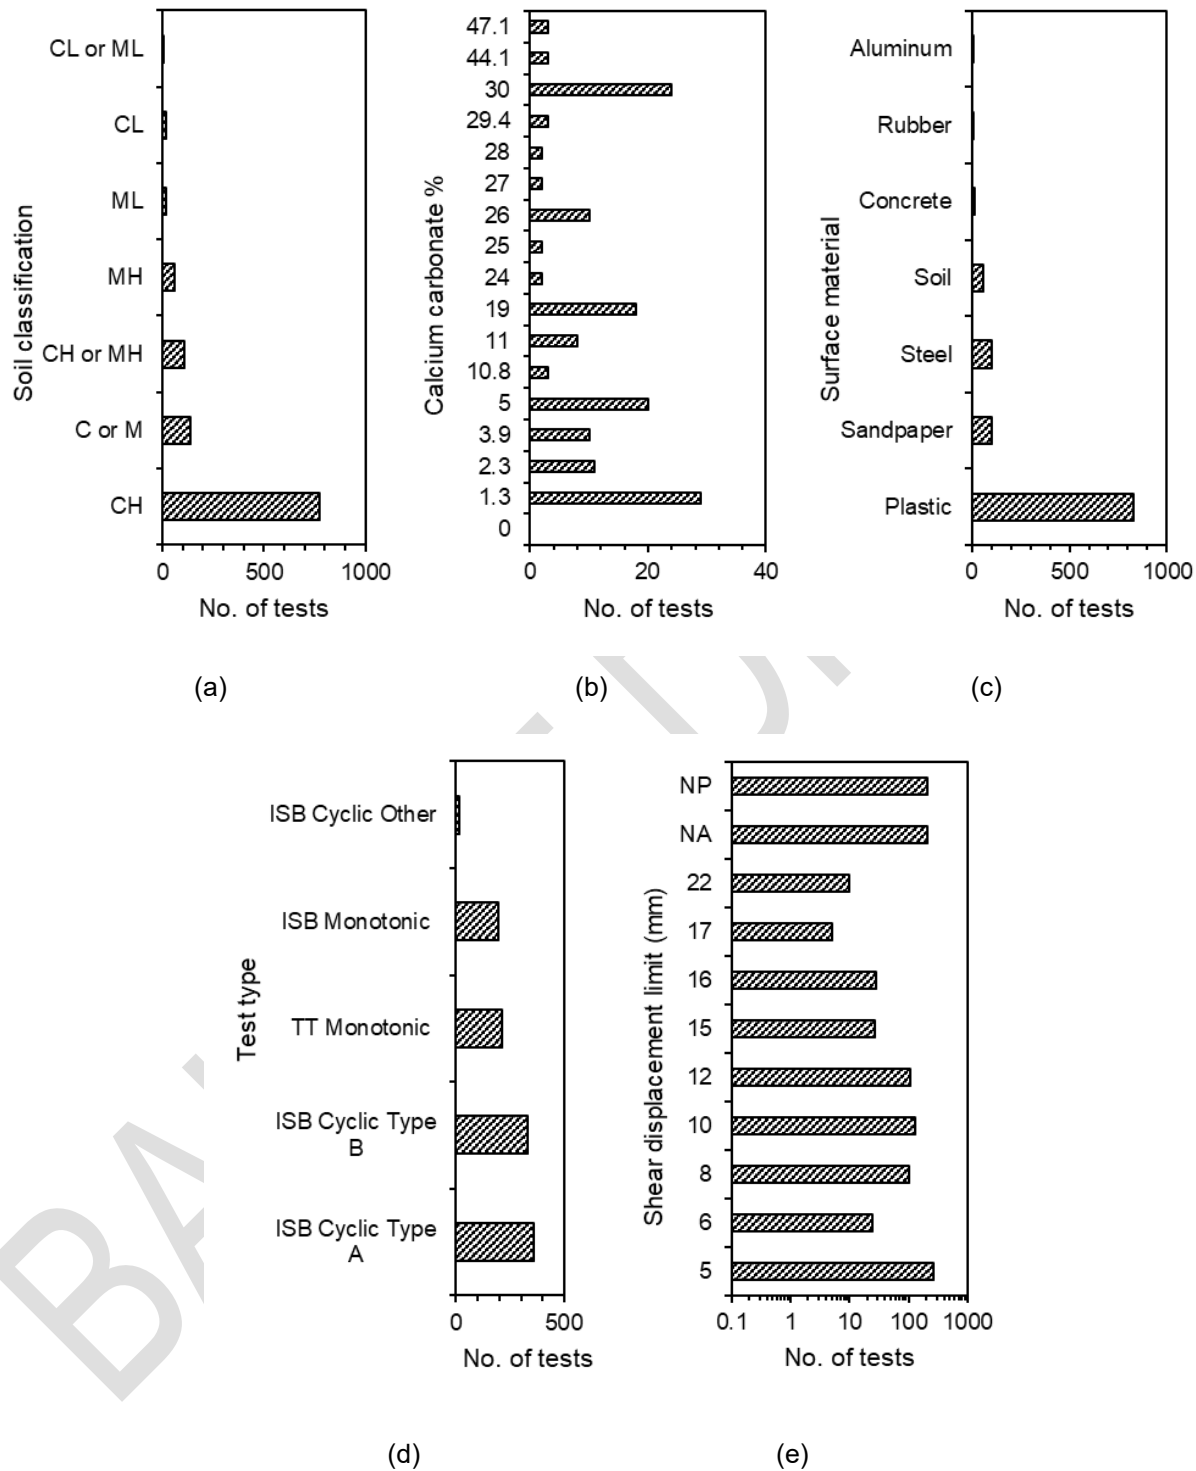 Soil classification
CL or ML
CL
ML
MH
CH or MH
C or M
CH
0 500 1000
No. of tests
(a)
Calcium carbonate %
47.1
44.1
30
29.4
28
27
26
25
24
19
11
10.8
5
3.9
2.3
1.3
0
0 20 40
No. of tests
(b)
Surface material
Aluminum
Rubber
Concrete
Soil
Steel
Sandpaper
Plastic
0 500 1000
No. of tests
(c)
Test type
ISB Cyclic Other
ISB Monotonic
TT Monotonic
ISB Cyclic Type
B
ISB Cyclic Type
A
0 500
No. of tests
(d)
Shear displacement limit (mm)
NP
NA
22
17
16
15
12
10
8
6
5
0.1 1 10 100 1000
No. of tests
(e)